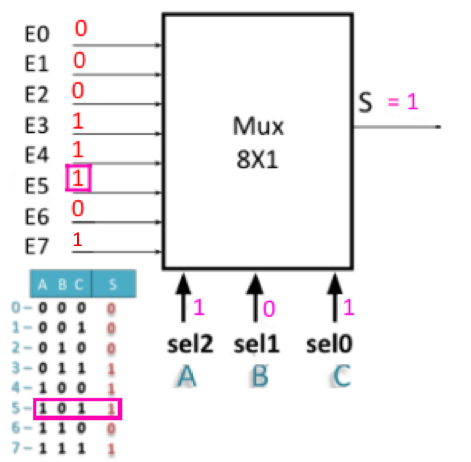 E0 0
E1 0
E2 0
E3 1
E4 1
E5 1
E6 0
E7 1
Mux
8X1
S = 1
1 0 1
sel2 sel1 sel0
A B C
A B C S
0- 0 0 0 0
1- 0 0 1 0
2- 0 1 0 0
3- 0 1 1 1
4- 1 0 0 1
5- 1 0 1 1
6- 1 1 0 0
7- 1 1 1 1